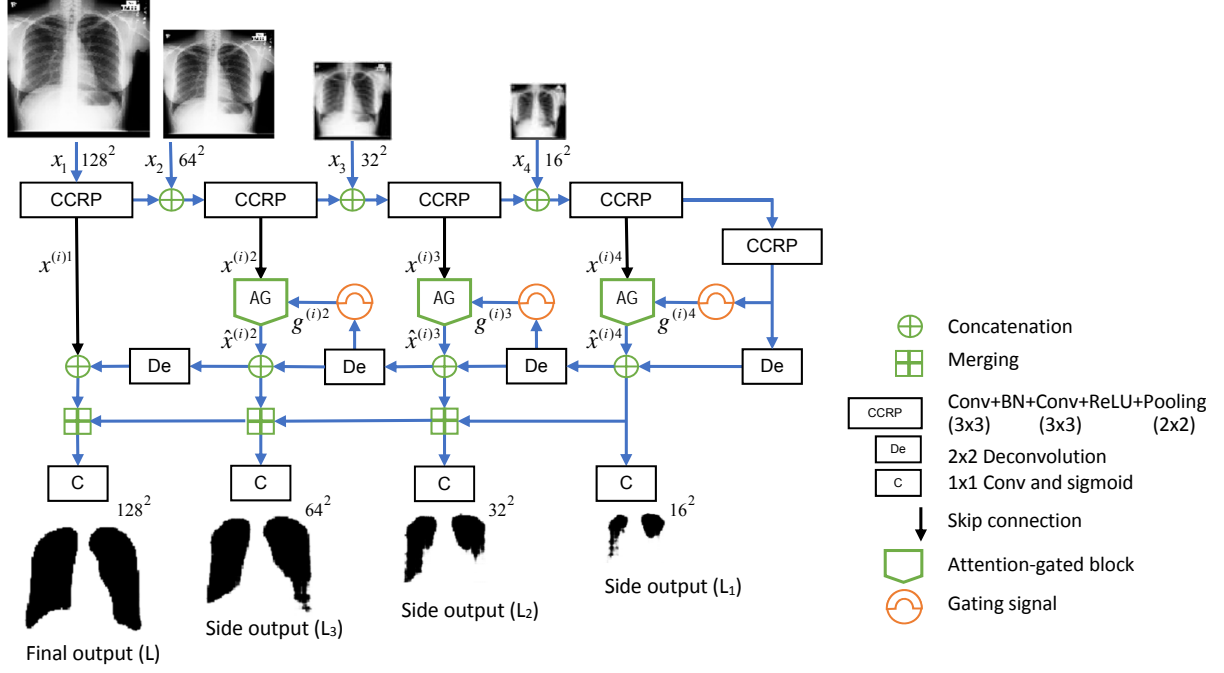 x₁ 128² x₂ 64² x₃ 32² x₄ 16²
CCRP CCRP CCRP CCRP
CCRP
x⁽ⁱ⁾¹ x⁽ⁱ⁾² x⁽ⁱ⁾³ x⁽ⁱ⁾⁴
AG AG AG
g⁽ⁱ⁾² g⁽ⁱ⁾³ g⁽ⁱ⁾⁴
x̂⁽ⁱ⁾² x̂⁽ⁱ⁾³ x̂⁽ⁱ⁾⁴
De De De De
C C C C
128² 64² 32² 16²
Side output (L₁)
Side output (L₂)
Side output (L₃)
Final output (L)
Concatenation
Merging
CCRP Conv+BN+Conv+ReLU+Pooling
(3x3) (3x3) (2x2)
De 2x2 Deconvolution
C 1x1 Conv and sigmoid
Skip connection
Attention-gated block
Gating signal